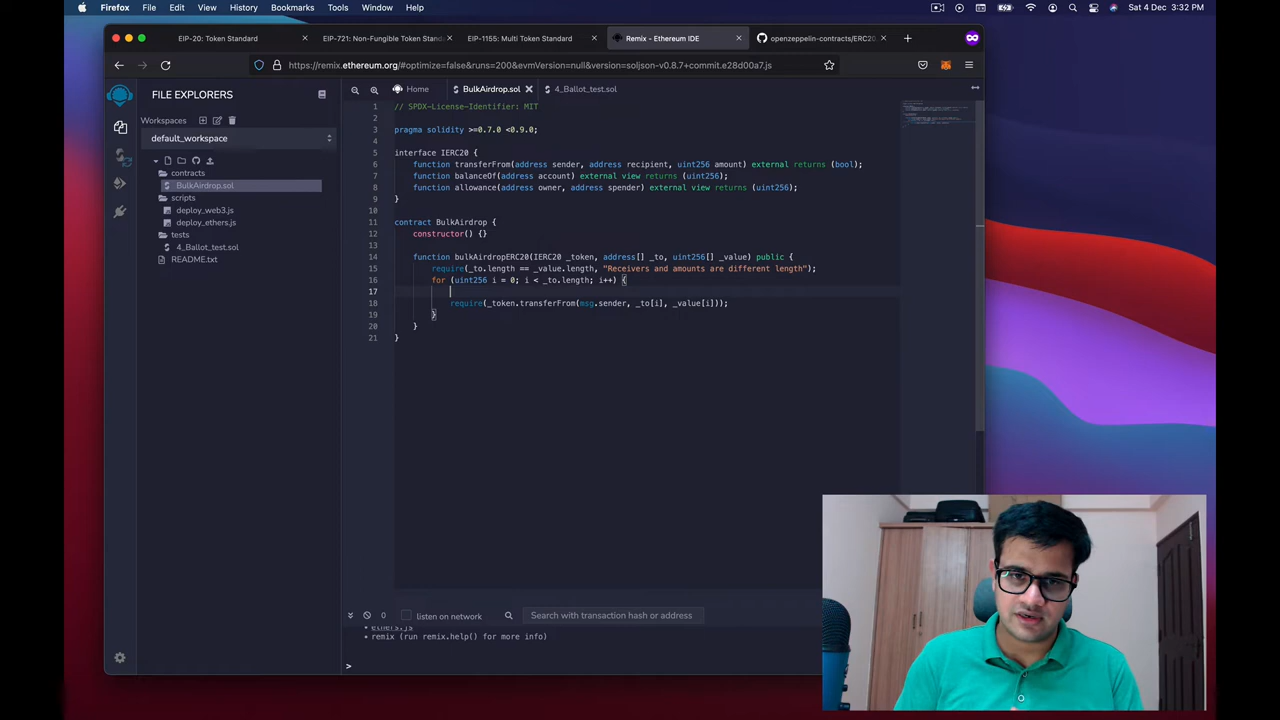 Firefox File Edit View History Bookmarks Tools Window Help
Sat 4 Dec 3:32 PM
EIP-20: Token Standard
EIP-721: Non-Fungible Token Stand
EIP-1155: Multi Token Standard
Remix - Ethereum IDE
openzeppelin-contracts/ERC20
https://remix.ethereum.org/#optimize=false&runs=200&evmVersion=null&version=soljson-v0.8.7+commit.e28d00a7.js
FILE EXPLORERS
Home
BulkAirdrop.sol
4_Ballot_test.sol
Workspaces
default_workspace
contracts
BulkAirdrop.sol
scripts
deploy_web3.js
deploy_ethers.js
tests
4_Ballot_test.sol
README.txt
1 // SPDX-License-Identifier: MIT
2
3 pragma solidity >=0.7.0 <0.9.0;
4
5 interface IERC20 {
6 function transferFrom(address sender, address recipient, uint256 amount) external returns (bool);
7 function balanceOf(address account) external view returns (uint256);
8 function allowance(address owner, address spender) external view returns (uint256);
9 }
10
11 contract BulkAirdrop {
12 constructor() {}
13
14 function bulkAirdropERC20(IERC20 _token, address[] _to, uint256[] _value) public {
15 require(_to.length == _value.length, "Receivers and amounts are different length");
16 for (uint256 i = 0; i < _to.length; i++) {
17
18 require(_token.transferFrom(msg.sender, _to[i], _value[i]));
19 }
20 }
21 }
0
listen on network
Search with transaction hash or address
• ethers.js
• remix (run remix.help() for more info)
>